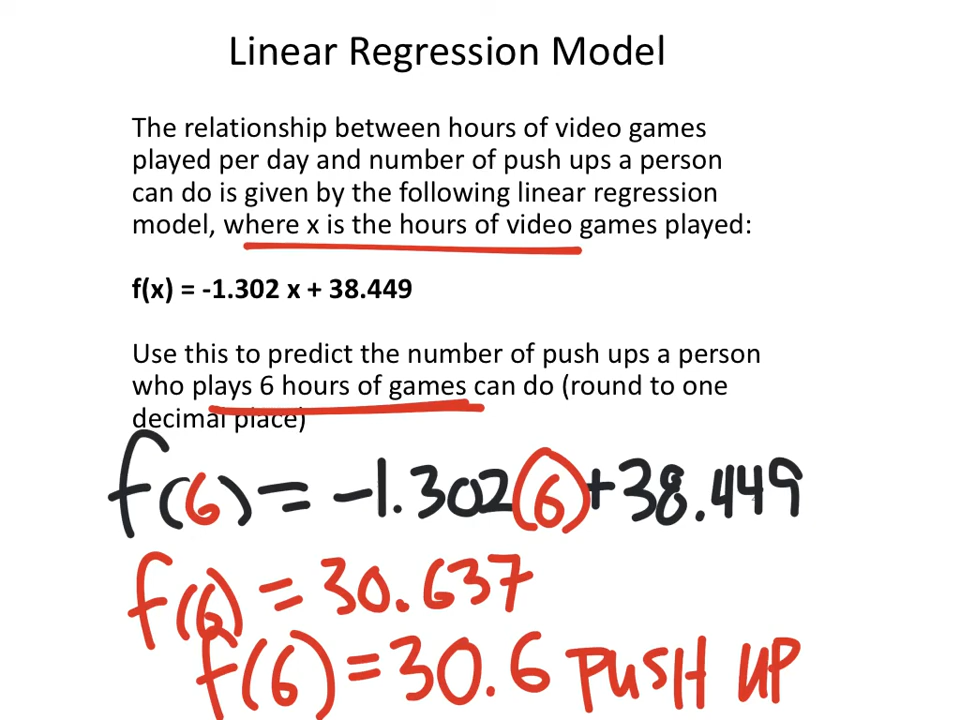 Linear Regression Model
The relationship between hours of video games
played per day and number of push ups a person
can do is given by the following linear regression
model, where x is the hours of video games played:
f(x) = -1.302 x + 38.449
Use this to predict the number of push ups a person
who plays 6 hours of games can do (round to one
decimal place)
f(6) = -1.302(6)+38.449
f(6) = 30.637
f(6) = 30.6 PUSH UP